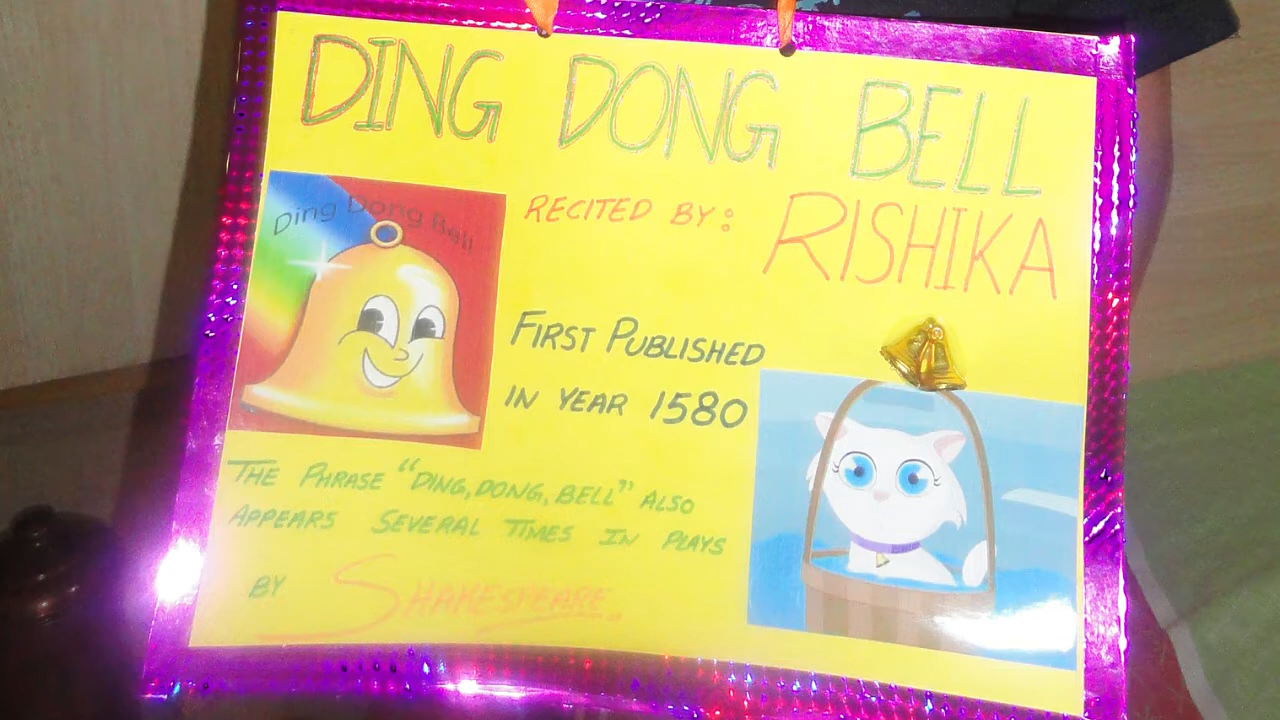 DING DONG BELL
Ding Dong Bell
RECITED BY: RISHIKA
FIRST PUBLISHED
IN YEAR 1580
THE PHRASE "DING, DONG, BELL" ALSO
APPEARS SEVERAL TIMES IN PLAYS
BY SHAKESPEARE.